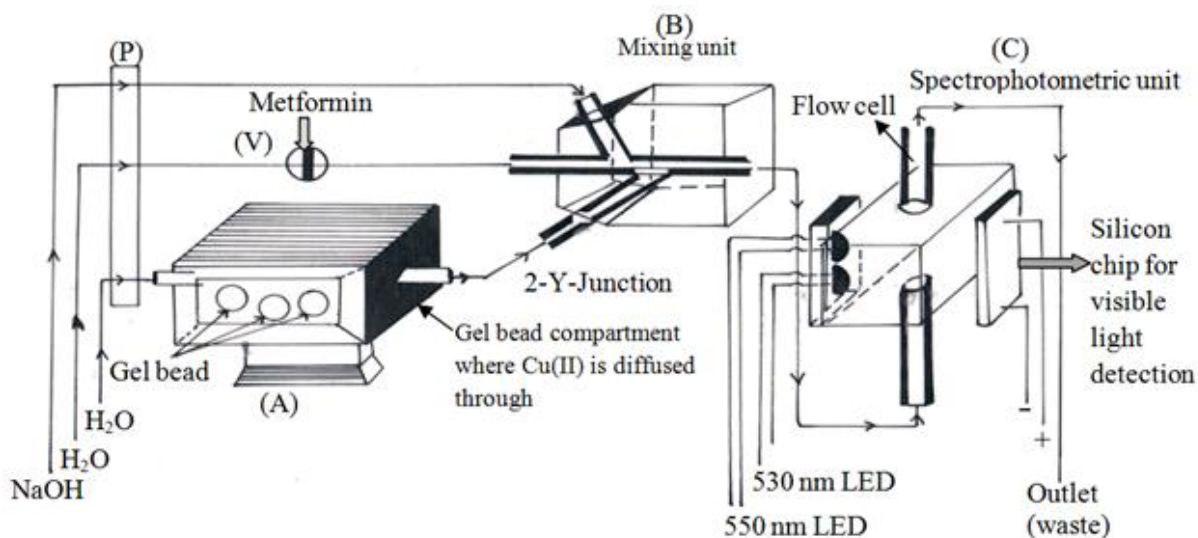 (P)
(B)
Mixing unit
(C)
Spectrophotometric unit
Flow cell
Metformin
(V)
2-Y-Junction
Gel bead
Gel bead compartment
where Cu(II) is diffused
through
(A)
H₂O
H₂O
NaOH
530 nm LED
550 nm LED
Silicon
chip for
visible
light
detection
-
+
Outlet
(waste)